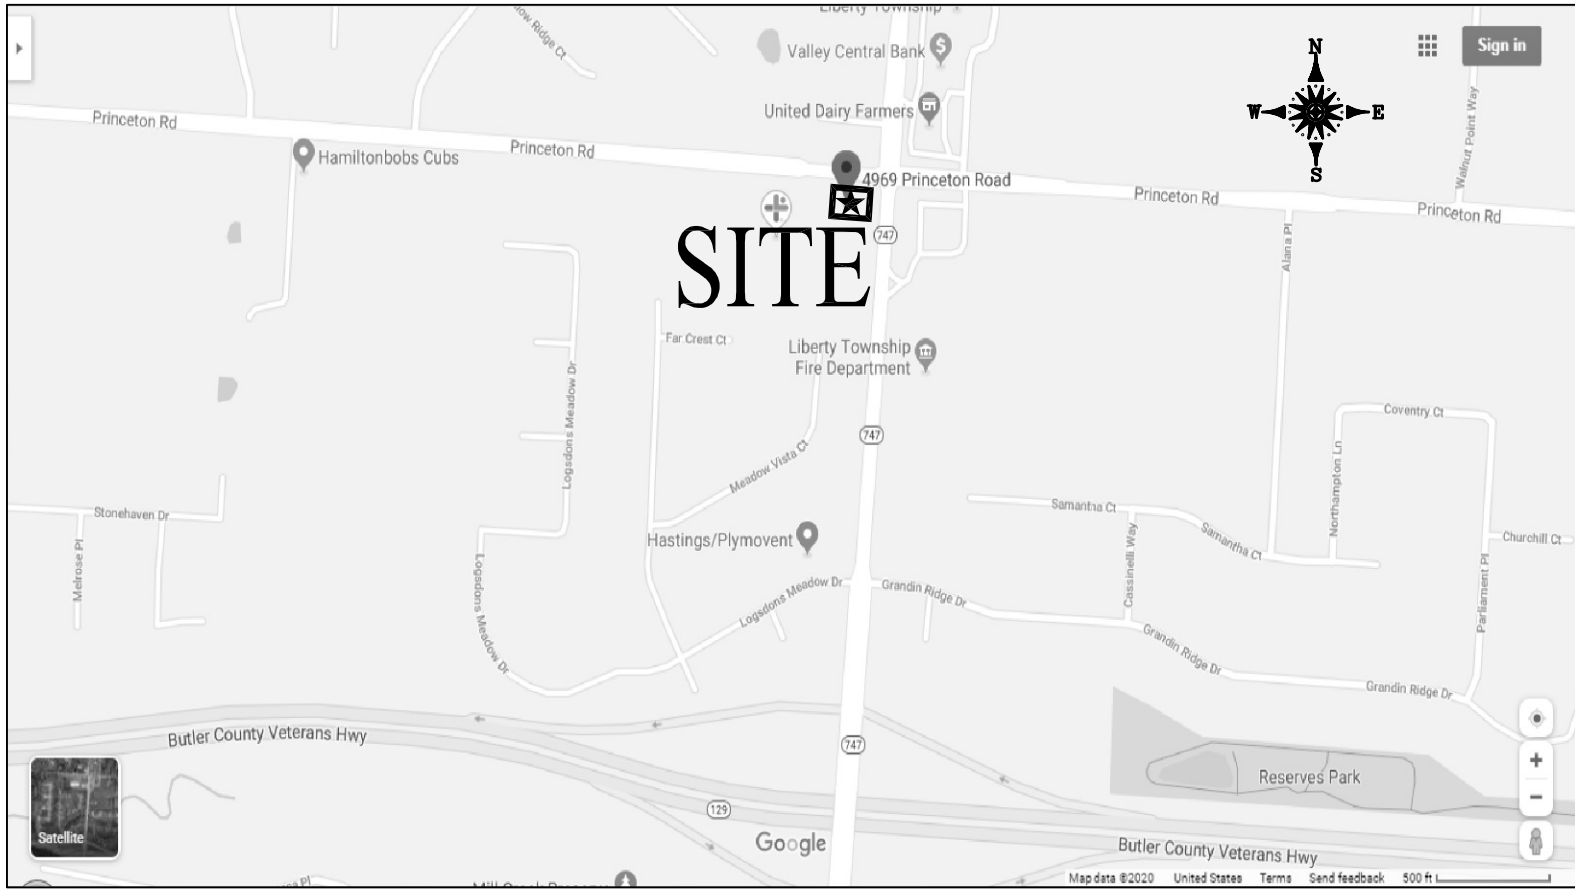 Liberty Township
Valley Central Bank
Sign in
N
W
E
S
United Dairy Farmers
Princeton Rd
Hamiltonbobs Cubs
Princeton Rd
4969 Princeton Road
Princeton Rd
Princeton Rd
Walnut Point Way
Alana Pl
747
SITE
Far Crest Ct
Liberty Township
Fire Department
Logsdons Meadow Dr
747
Meadow Vista Ct
Coventry Ct
Northampton Ln
Stonehaven Dr
Melrose Pl
Hastings/Plymovent
Samantha Ct
Samantha Ct
Cassinelli Way
Churchill Ct
Parliament Pl
Logsdons Meadow Dr
Logsdons Meadow Dr
Grandin Ridge Dr
Grandin Ridge Dr
Grandin Ridge Dr
Butler County Veterans Hwy
747
Reserves Park
129
Satellite
Google
Butler County Veterans Hwy
Map data ©2020 United States Terms Send feedback 500 ft